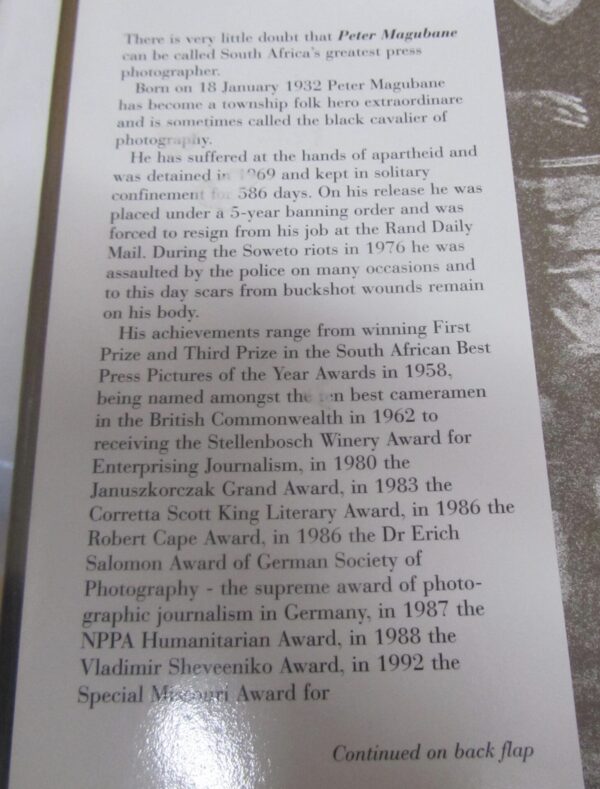 There is very little doubt that Peter Magubane
can be called South Africa's greatest press
photographer.
Born on 18 January 1932 Peter Magubane
has become a township folk hero extraordinare
and is sometimes called the black cavalier of
photography.
He has suffered at the hands of apartheid and
was detained in 1969 and kept in solitary
confinement for 586 days. On his release he was
placed under a 5-year banning order and was
forced to resign from his job at the Rand Daily
Mail. During the Soweto riots in 1976 he was
assaulted by the police on many occasions and
to this day scars from buckshot wounds remain
on his body.
His achievements range from winning First
Prize and Third Prize in the South African Best
Press Pictures of the Year Awards in 1958,
being named amongst the ten best cameramen
in the British Commonwealth in 1962 to
receiving the Stellenbosch Winery Award for
Enterprising Journalism, in 1980 the
Januszkorczak Grand Award, in 1983 the
Corretta Scott King Literary Award, in 1986 the
Robert Cape Award, in 1986 the Dr Erich
Salomon Award of German Society of
Photography - the supreme award of photo-
graphic journalism in Germany, in 1987 the
NPPA Humanitarian Award, in 1988 the
Vladimir Sheveeniko Award, in 1992 the
Special Missouri Award for
Continued on back flap